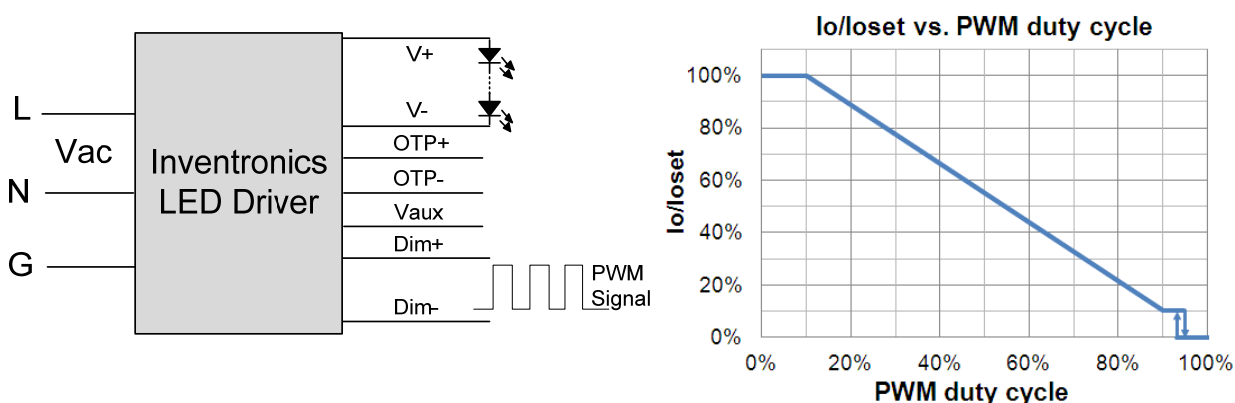 L
Vac
N
G
Inventronics
LED Driver
V+
V-
OTP+
OTP-
Vaux
Dim+
Dim-
PWM
Signal
Io/Ioset vs. PWM duty cycle
Io/Ioset
100%
80%
60%
40%
20%
0%
0% 20% 40% 60% 80% 100%
PWM duty cycle